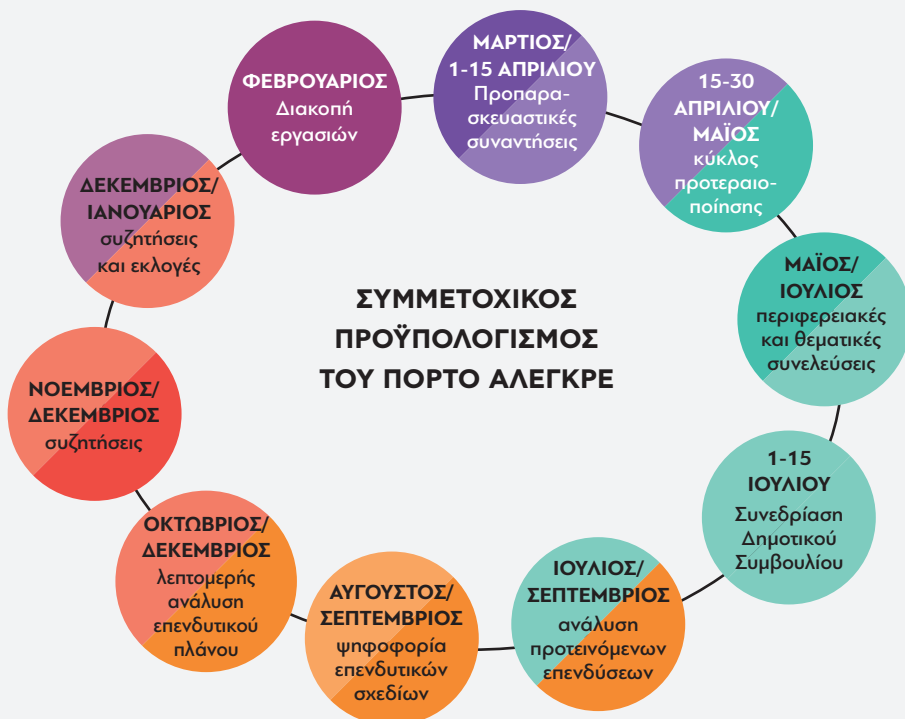 ΣΥΜΜΕΤΟΧΙΚΟΣ
ΠΡΟΫΠΟΛΟΓΙΣΜΟΣ
ΤΟΥ ΠΟΡΤΟ ΑΛΕΓΚΡΕ
ΦΕΒΡΟΥΑΡΙΟΣ
Διακοπή
εργασιών
ΜΑΡΤΙΟΣ/
1-15 ΑΠΡΙΛΙΟΥ
Προπαρα-
σκευαστικές
συναντήσεις
15-30
ΑΠΡΙΛΙΟΥ/
ΜΑΪΟΣ
κύκλος
προτεραιο-
ποίησης
ΜΑΪΟΣ/
ΙΟΥΛΙΟΣ
περιφερειακές
και θεματικές
συνελεύσεις
1-15
ΙΟΥΛΙΟΥ
Συνεδρίαση
Δημοτικού
Συμβουλίου
ΙΟΥΛΙΟΣ/
ΣΕΠΤΕΜΒΡΙΟΣ
ανάλυση
προτεινόμενων
επενδύσεων
ΑΥΓΟΥΣΤΟΣ/
ΣΕΠΤΕΜΒΡΙΟΣ
ψηφοφορία
επενδυτικών
σχεδίων
ΟΚΤΩΒΡΙΟΣ/
ΔΕΚΕΜΒΡΙΟΣ
λεπτομερής
ανάλυση
επενδυτικού
πλάνου
ΝΟΕΜΒΡΙΟΣ/
ΔΕΚΕΜΒΡΙΟΣ
συζητήσεις
ΔΕΚΕΜΒΡΙΟΣ/
ΙΑΝΟΥΑΡΙΟΣ
συζητήσεις
και εκλογές